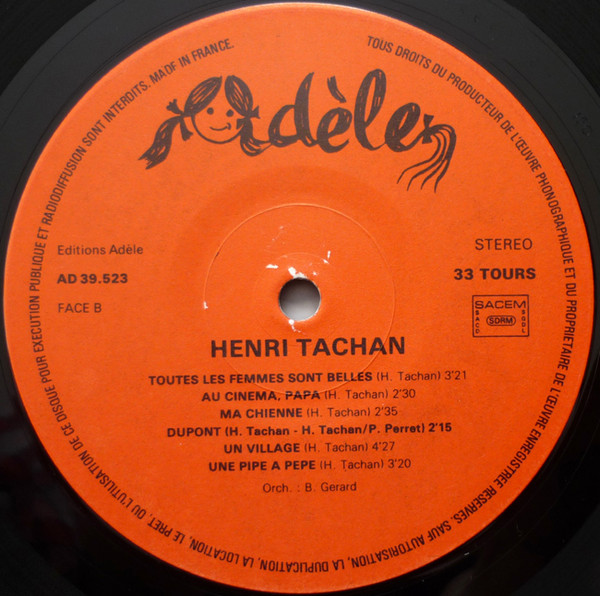 TOUS DROITS DU PRODUCTEUR DE L'ŒUVRE PHONOGRAPHIQUE ET DU PROPRIETAIRE DE L'ŒUVRE ENREGISTREE RESERVES. SAUF AUTORISATION, LA DUPLICATION, LA LOCATION, LE PRET, OU L'UTILISATION DE CE DISQUE POUR EXECUTION PUBLIQUE ET RADIODIFFUSION SONT INTERDITS. MADE IN FRANCE.
Adèle
Editions Adèle
STEREO
AD 39.523
33 TOURS
FACE B
SACEM
SACD
SDRM
SGDL
HENRI TACHAN
TOUTES LES FEMMES SONT BELLES (H. Tachan) 3'21
AU CINEMA, PAPA (H. Tachan) 2'30
MA CHIENNE (H. Tachan) 2'35
DUPONT (H. Tachan - H. Tachan/P. Perret) 2'15
UN VILLAGE (H. Tachan) 4'27
UNE PIPE A PEPE (H. Tachan) 3'20
Orch. : B. Gerard